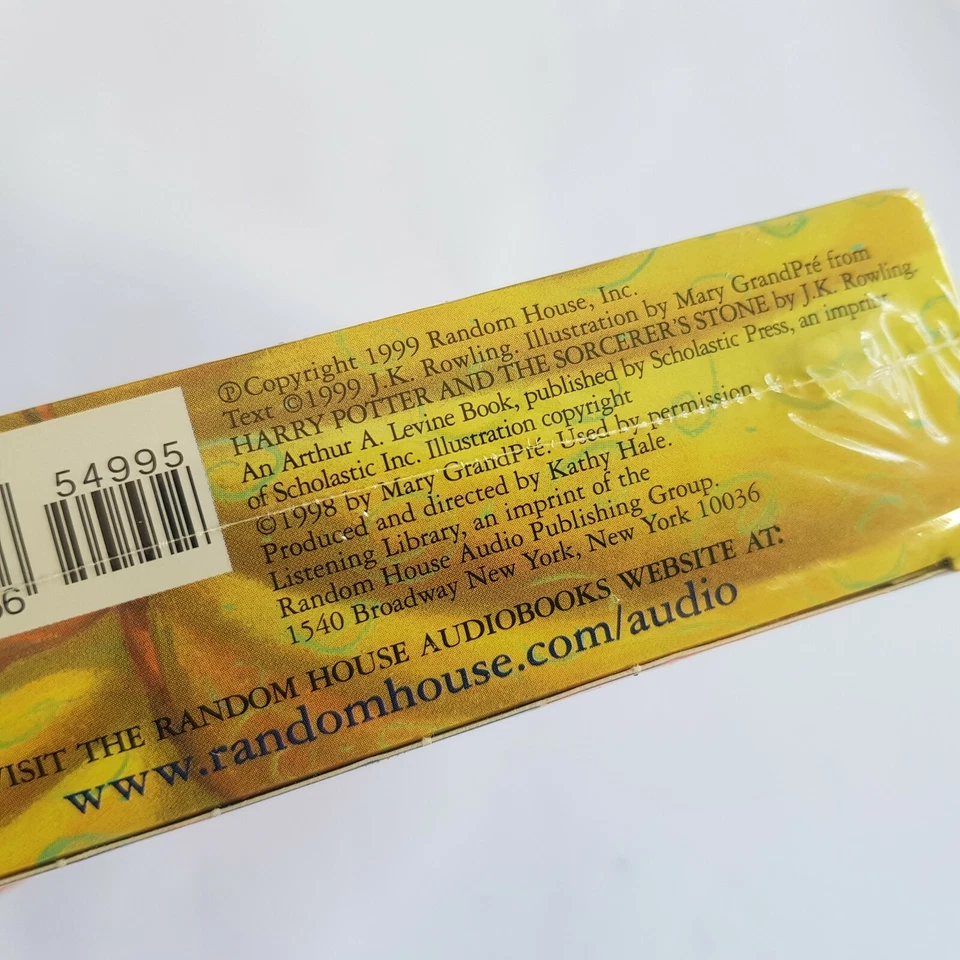 54995
6
℗Copyright 1999 Random House, Inc.
Text ©1999 J.K. Rowling. Illustration by Mary GrandPré from
HARRY POTTER AND THE SORCERER'S STONE by J.K. Rowling.
An Arthur A. Levine Book, published by Scholastic Press, an imprint
of Scholastic Inc. Illustration copyright
©1998 by Mary GrandPré. Used by permission
Produced and directed by Kathy Hale.
Listening Library, an imprint of the
Random House Audio Publishing Group.
1540 Broadway New York, New York 10036
VISIT THE RANDOM HOUSE AUDIOBOOKS WEBSITE AT:
www.randomhouse.com/audio